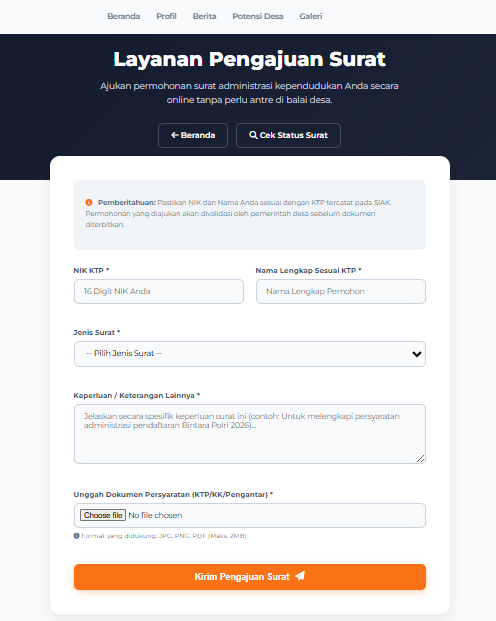 Beranda Profil Berita Potensi Desa Galeri
Layanan Pengajuan Surat
Ajukan permohonan surat administrasi kependudukan Anda secara
online tanpa perlu antre di balai desa.
Beranda Cek Status Surat
Pemberitahuan: Pastikan NIK dan Nama Anda sesuai dengan KTP tercatat pada SIAK.
Permohonan yang diajukan akan divalidasi oleh pemerintah desa sebelum dokumen
diterbitkan.
NIK KTP * Nama Lengkap Sesuai KTP *
16 Digit NIK Anda Nama Lengkap Pemohon
Jenis Surat *
-- Pilih Jenis Surat --
Keperluan / Keterangan Lainnya *
Jelaskan secara spesifik keperluan surat ini (contoh: Untuk melengkapi persyaratan
administrasi pendaftaran Bintara Polri 2026)...
Unggah Dokumen Persyaratan (KTP/KK/Pengantar) *
Choose file No file chosen
Format yang didukung: JPG, PNG, PDF (Maks. 2MB)
Kirim Pengajuan Surat